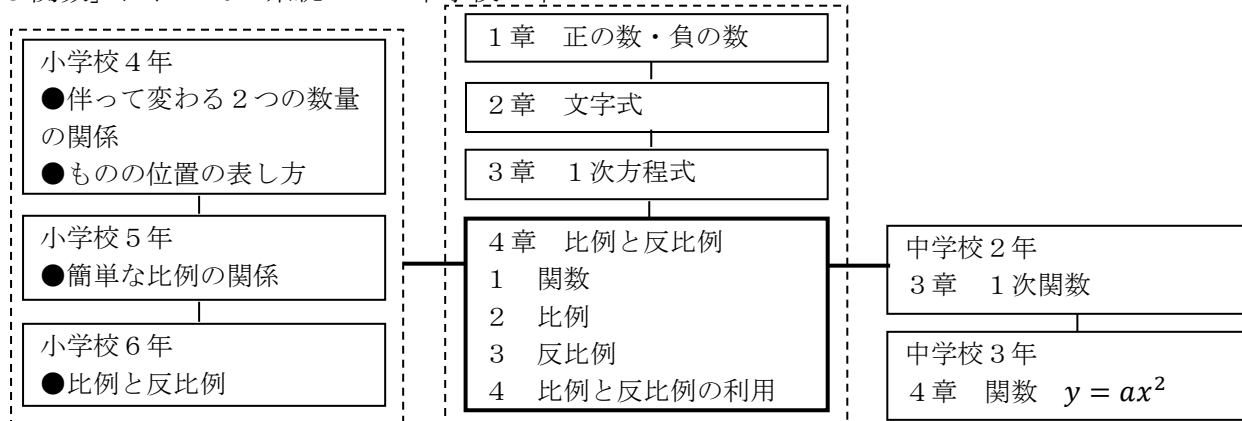 小学校４年
●伴って変わる２つの数量
の関係
●ものの位置の表し方
小学校５年
●簡単な比例の関係
小学校６年
●比例と反比例
１章　正の数・負の数
２章　文字式
３章　１次方程式
４章　比例と反比例
１　関数
２　比例
３　反比例
４　比例と反比例の利用
中学校２年
３章　１次関数
中学校３年
４章　関数　y = ax²